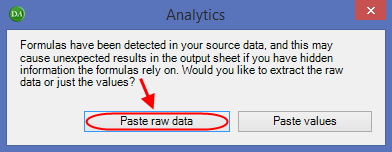 DA
Analytics
Formulas have been detected in your source data, and this may
cause unexpected results in the output sheet if you have hidden
information the formulas rely on. Would you like to extract the raw
data or just the values?
Paste raw data
Paste values